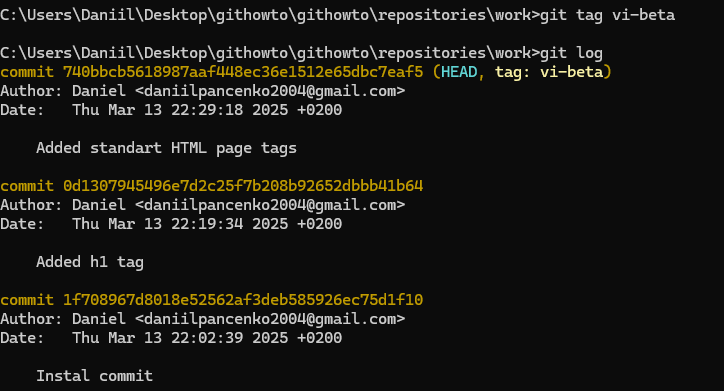 C:\Users\Daniil\Desktop\githowto\githowto\repositories\work>git tag vi-beta
C:\Users\Daniil\Desktop\githowto\githowto\repositories\work>git log
commit 740bbcb5618987aaf448ec36e1512e65dbc7eaf5 (HEAD, tag: vi-beta)
Author: Daniel <daniilpancenko2004@gmail.com>
Date:   Thu Mar 13 22:29:18 2025 +0200
Added standart HTML page tags
commit 0d1307945496e7d2c25f7b208b92652dbbb41b64
Author: Daniel <daniilpancenko2004@gmail.com>
Date:   Thu Mar 13 22:19:34 2025 +0200
Added h1 tag
commit 1f708967d8018e52562af3deb585926ec75d1f10
Author: Daniel <daniilpancenko2004@gmail.com>
Date:   Thu Mar 13 22:02:39 2025 +0200
Instal commit